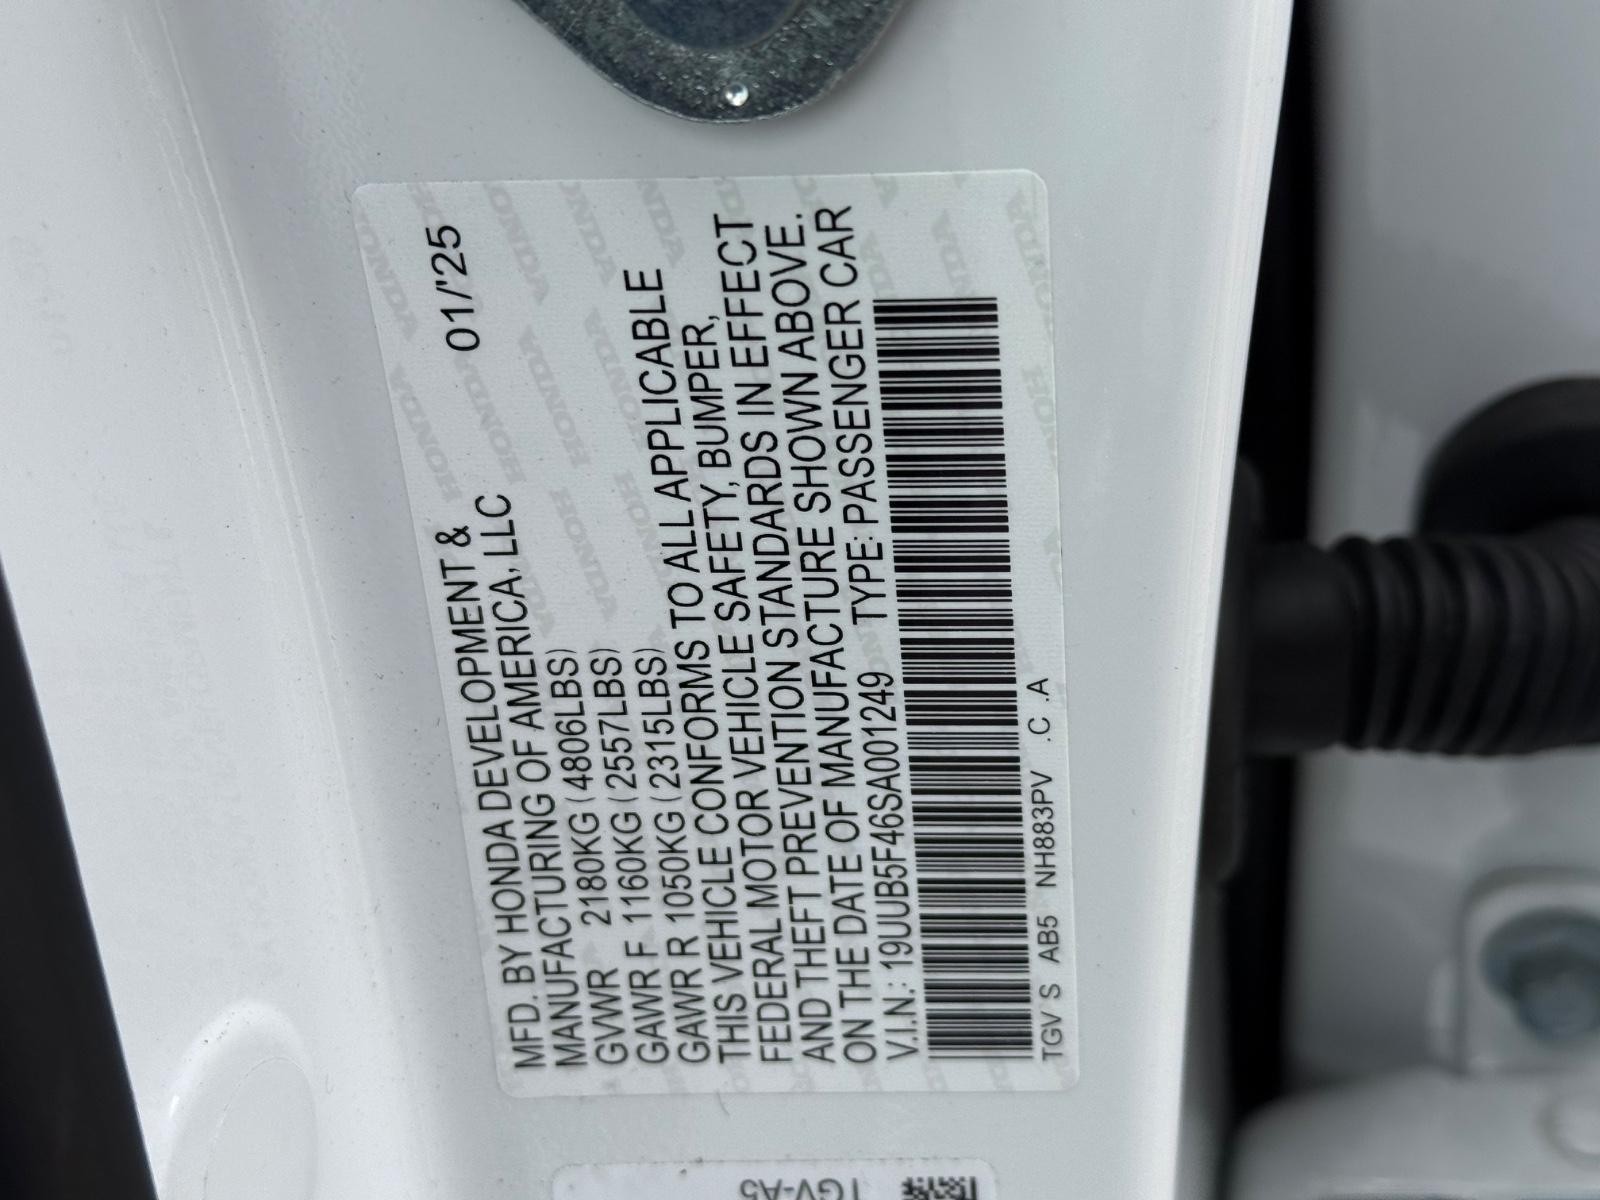 01/'25
MFD. BY HONDA DEVELOPMENT &
MANUFACTURING OF AMERICA, LLC
GVWR 2180KG (4806LBS)
GAWR F 1160KG (2557LBS)
GAWR R 1050KG (2315LBS)
THIS VEHICLE CONFORMS TO ALL APPLICABLE
FEDERAL MOTOR VEHICLE SAFETY, BUMPER,
AND THEFT PREVENTION STANDARDS IN EFFECT
ON THE DATE OF MANUFACTURE SHOWN ABOVE.
V.I.N.: 19UUB5F46SA001249 TYPE: PASSENGER CAR
TGV S AB5 NH883PV .C .A
TGV-A5
HONDA